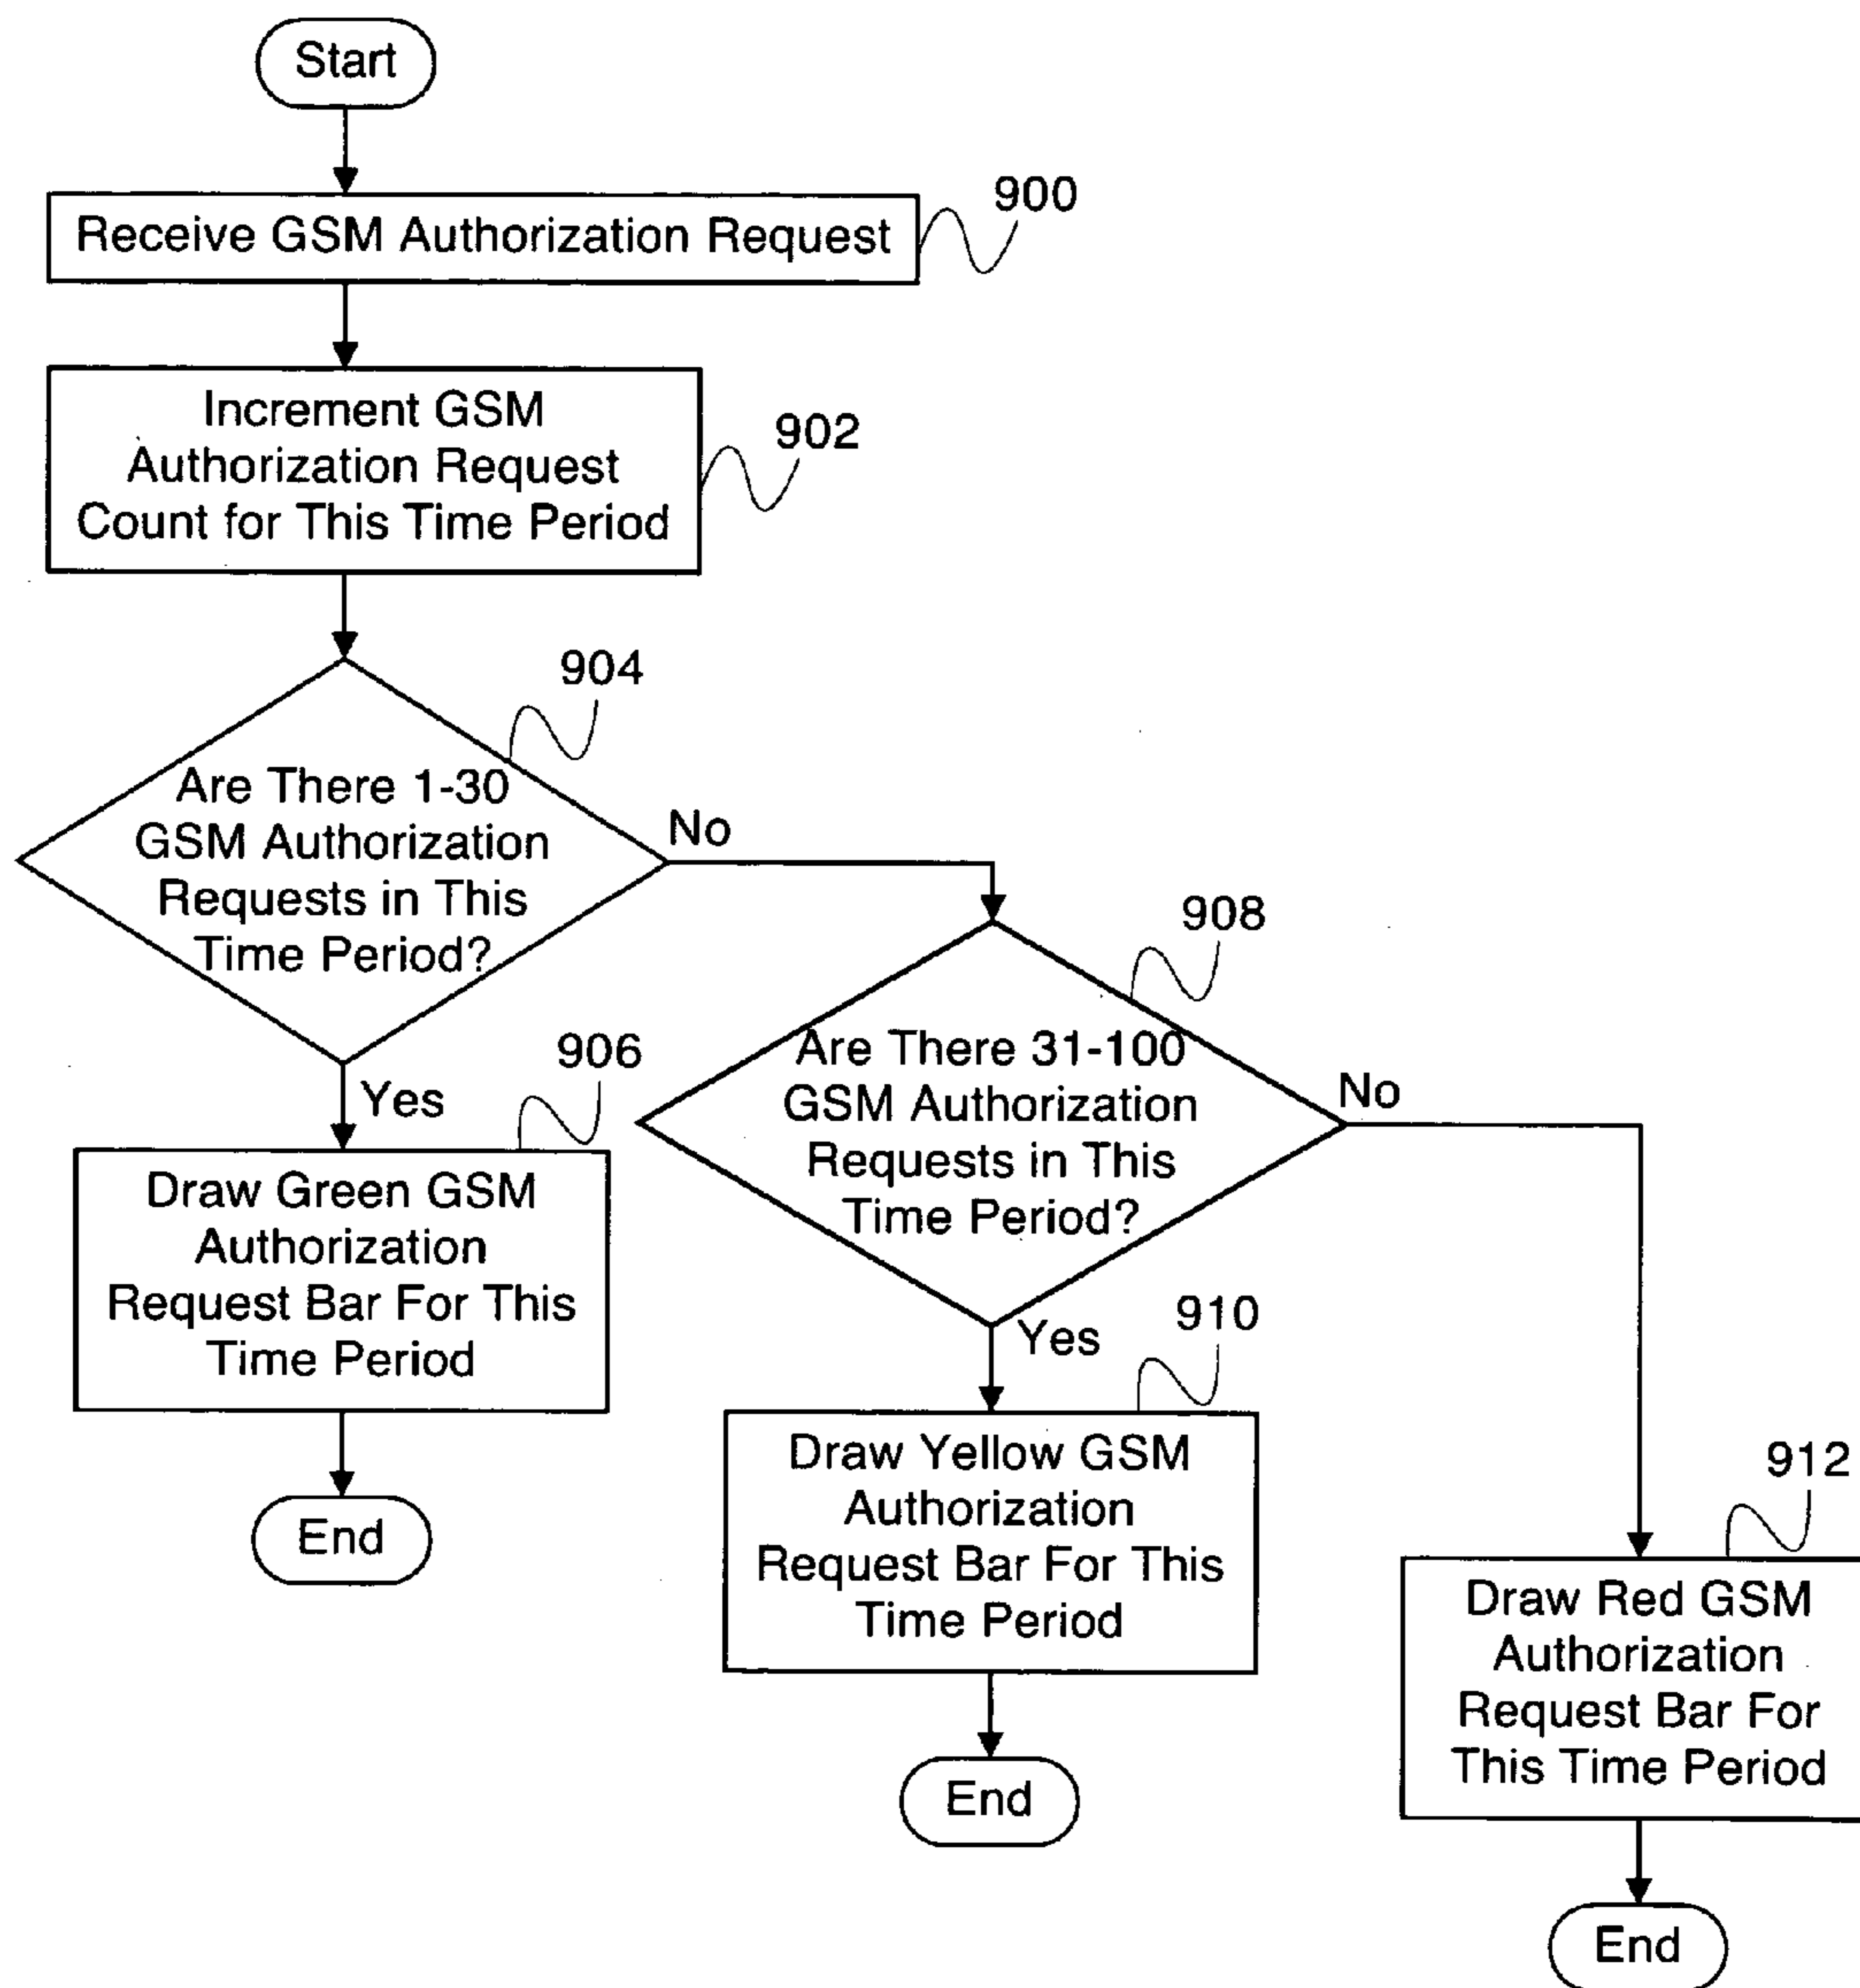 Start
Receive GSM Authorization Request
900
Increment GSM
Authorization Request
Count for This Time Period
902
904
Are There 1-30
GSM Authorization
Requests in This
Time Period?
No
Yes
906
Draw Green GSM
Authorization
Request Bar For This
Time Period
End
908
Are There 31-100
GSM Authorization
Requests in This
Time Period?
No
Yes
910
Draw Yellow GSM
Authorization
Request Bar For This
Time Period
End
912
Draw Red GSM
Authorization
Request Bar For
This Time Period
End